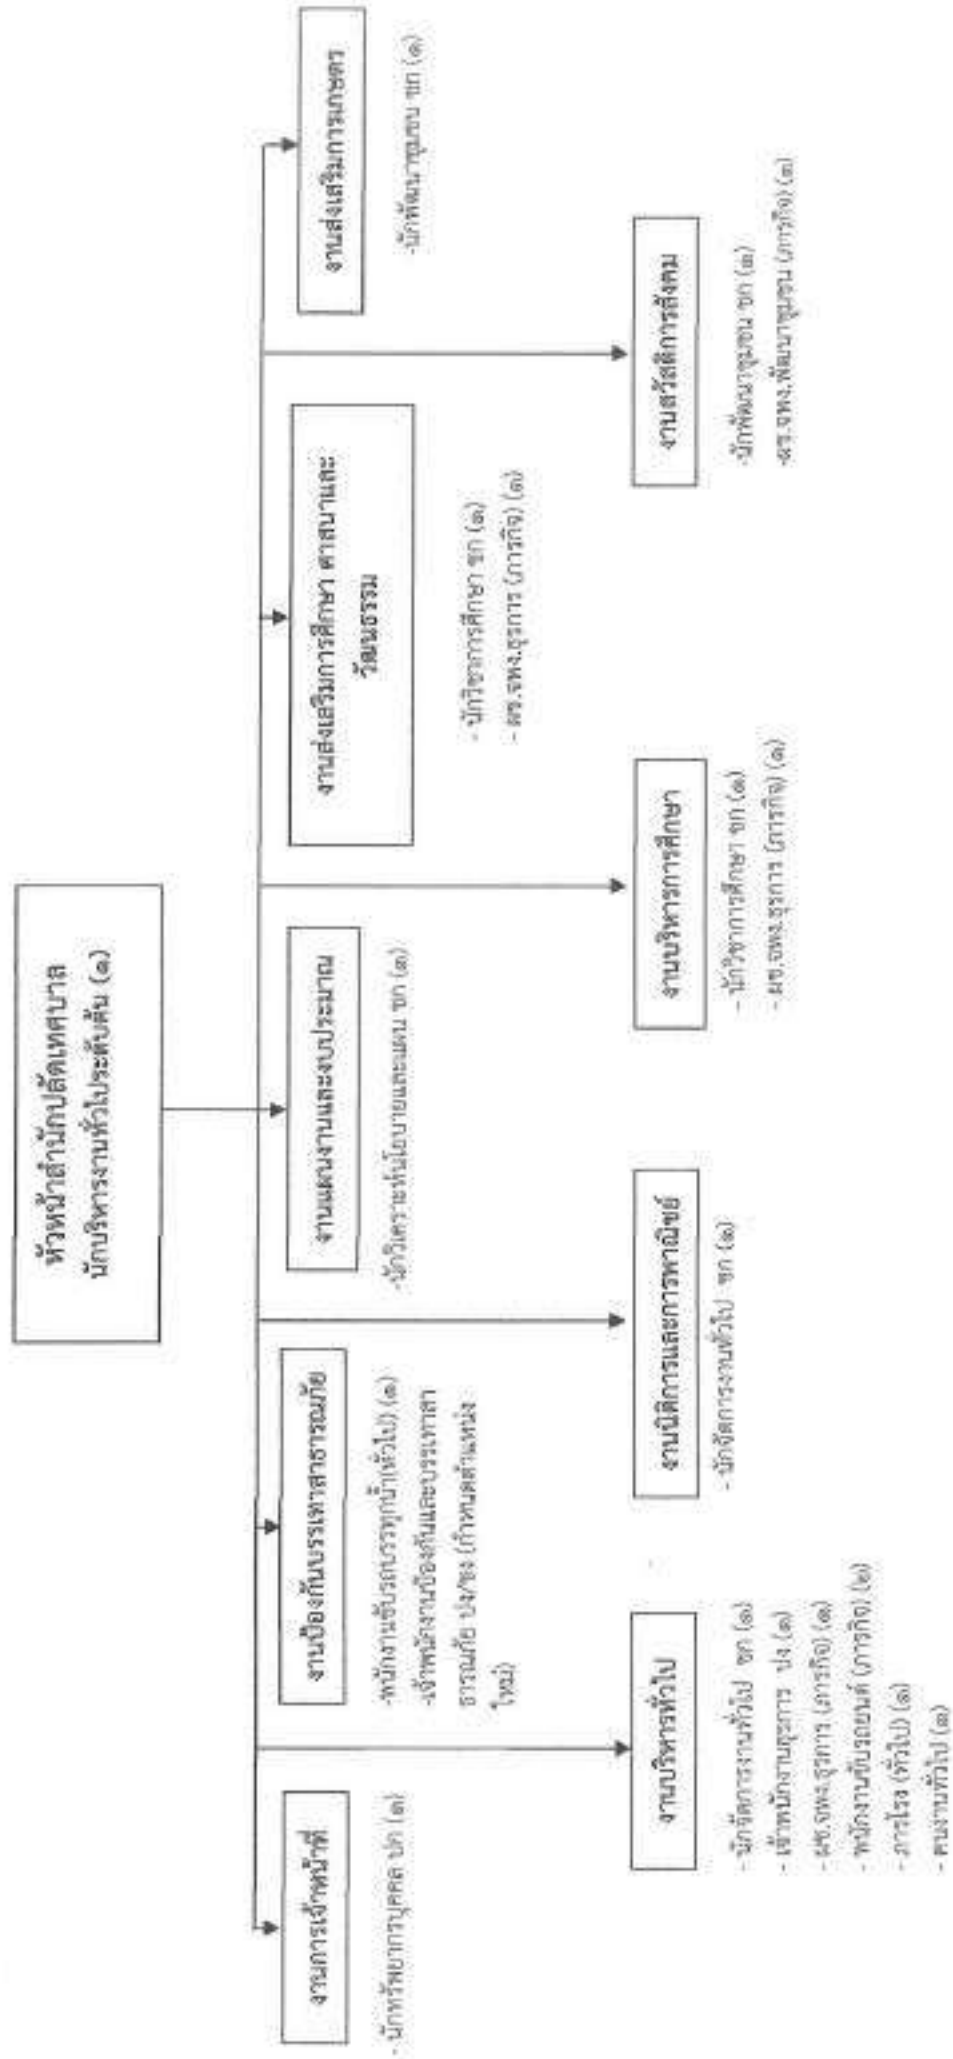 หัวหน้าสำนักปลัดเทศบาล
นักบริหารงานทั่วไประดับต้น (๑)
งานการเจ้าหน้าที่
- นักทรัพยากรบุคคล ปก (๑)
งานป้องกันบรรเทาสาธารณภัย
-พนักงานขับรถบรรทุกน้ำ(ทั่วไป) (๑)
-เจ้าพนักงานป้องกันและบรรเทาสา
ธารณภัย ปง/ชง (กำหนดตำแหน่ง
ใหม่)
งานแผนงานและงบประมาณ
-นักวิเคราะห์นโยบายและแผน ชก (๑)
งานส่งเสริมการศึกษา ศาสนาและ
วัฒนธรรม
- นักวิชาการศึกษา ชก (๑)
- ผช.จพง.ธุรการ (ภารกิจ) (๑)
งานส่งเสริมการเกษตร
-นักพัฒนาชุมชน ชก (๑)
งานบริหารทั่วไป
- นักจัดการงานทั่วไป ชก (๑)
- เจ้าพนักงานธุรการ ปง (๑)
- ผช.จพง.ธุรการ (ภารกิจ) (๑)
- พนักงานขับรถยนต์ (ภารกิจ) (๒)
- ภารโรง (ทั่วไป) (๑)
- คนงานทั่วไป (๑)
งานนิติการและการพาณิชย์
- นักจัดการงานทั่วไป ชก (๑)
งานบริหารการศึกษา
- นักวิชาการศึกษา ชก (๑)
- ผช.จพง.ธุรการ (ภารกิจ) (๑)
งานสวัสดิการสังคม
-นักพัฒนาชุมชน ชก (๑)
-ผช.จพง.พัฒนาชุมชน (ภารกิจ) (๑)